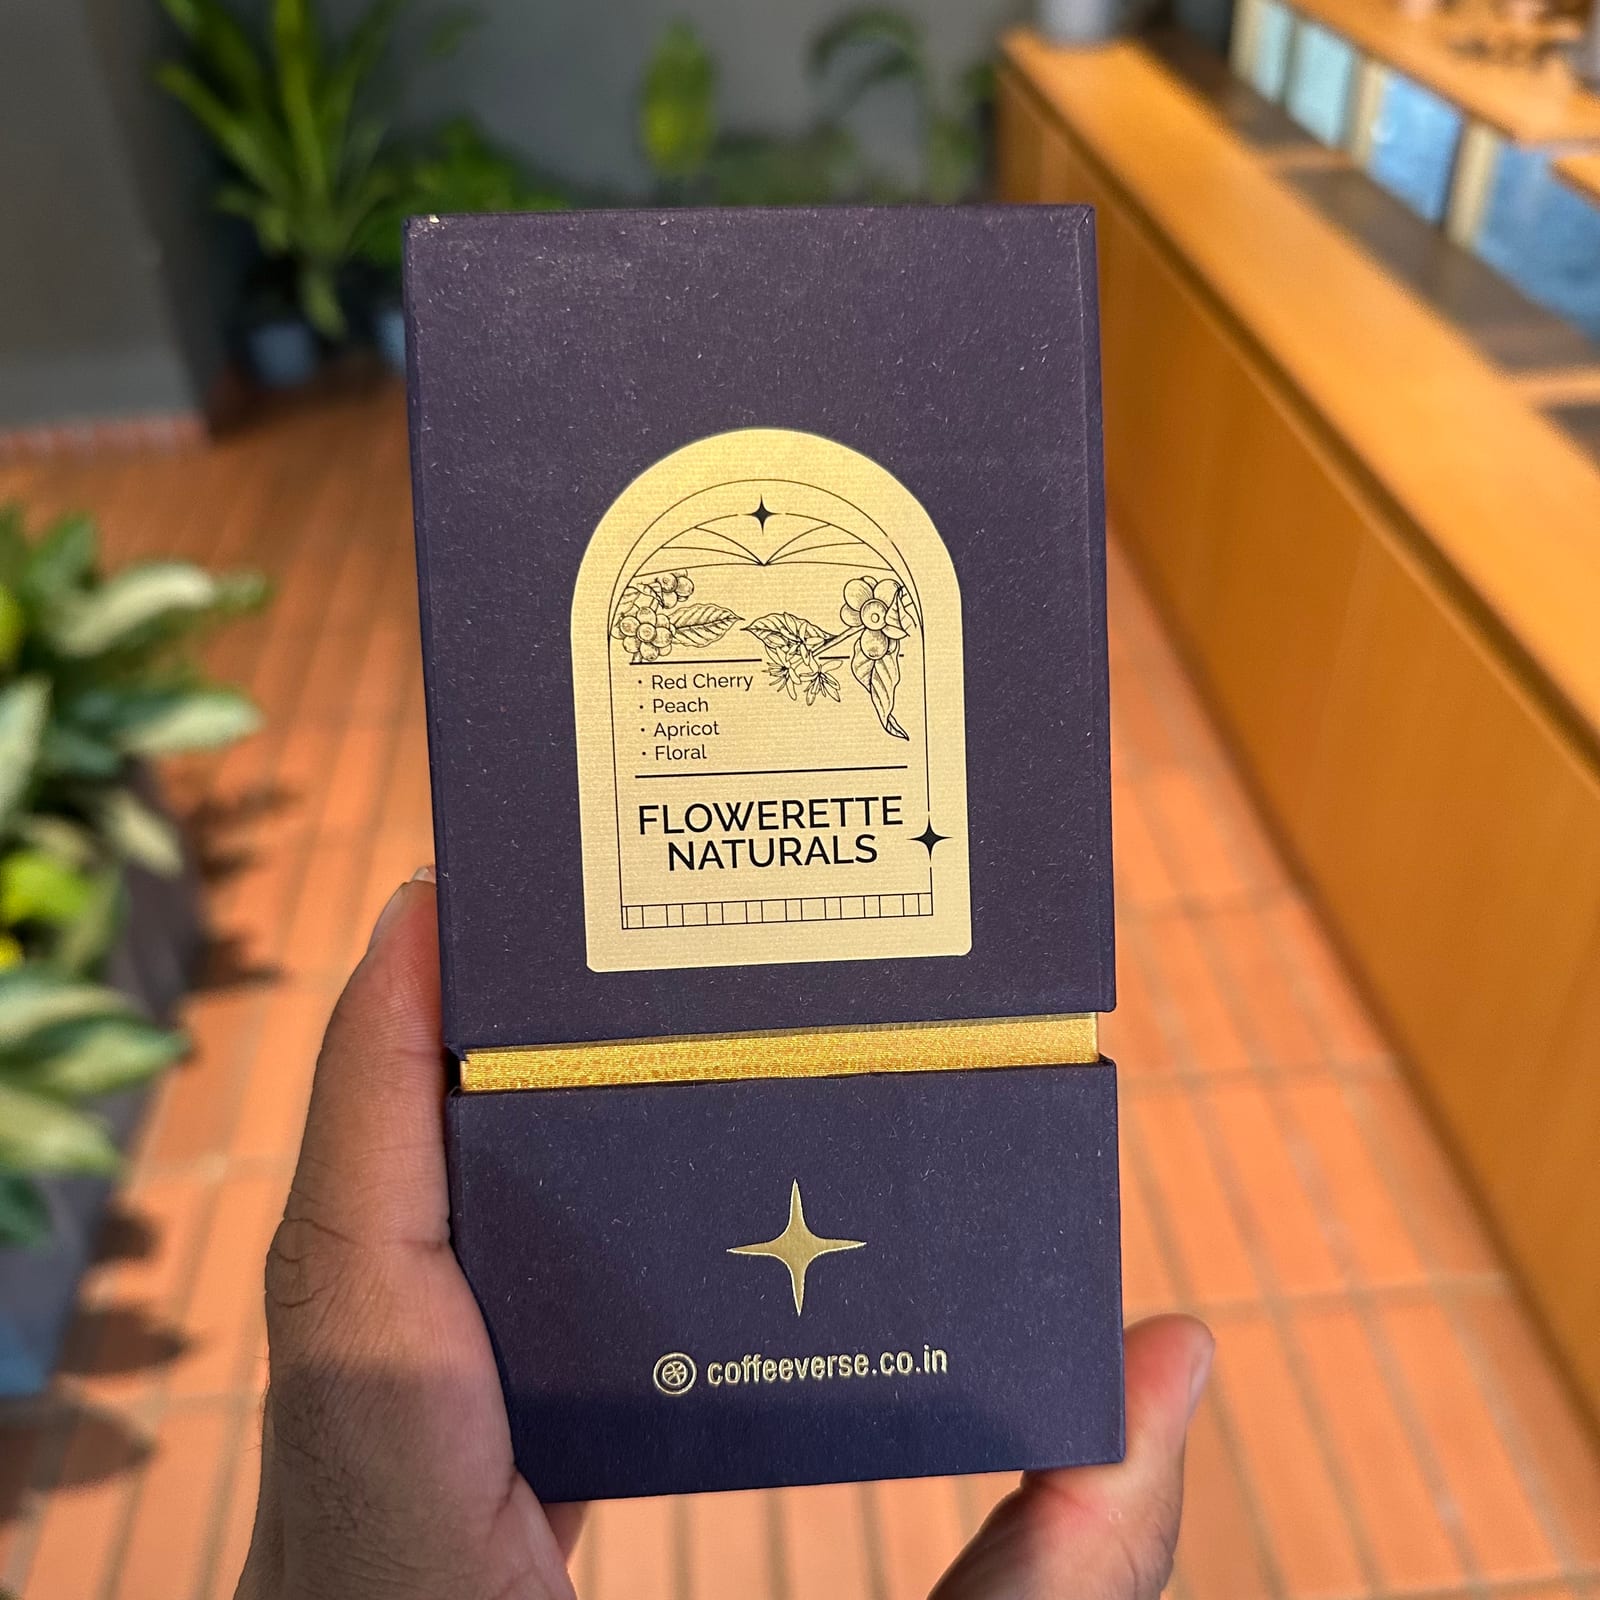 · Red Cherry
· Peach
· Apricot
· Floral
FLOWERETTE
NATURALS
coffeeverse.co.in